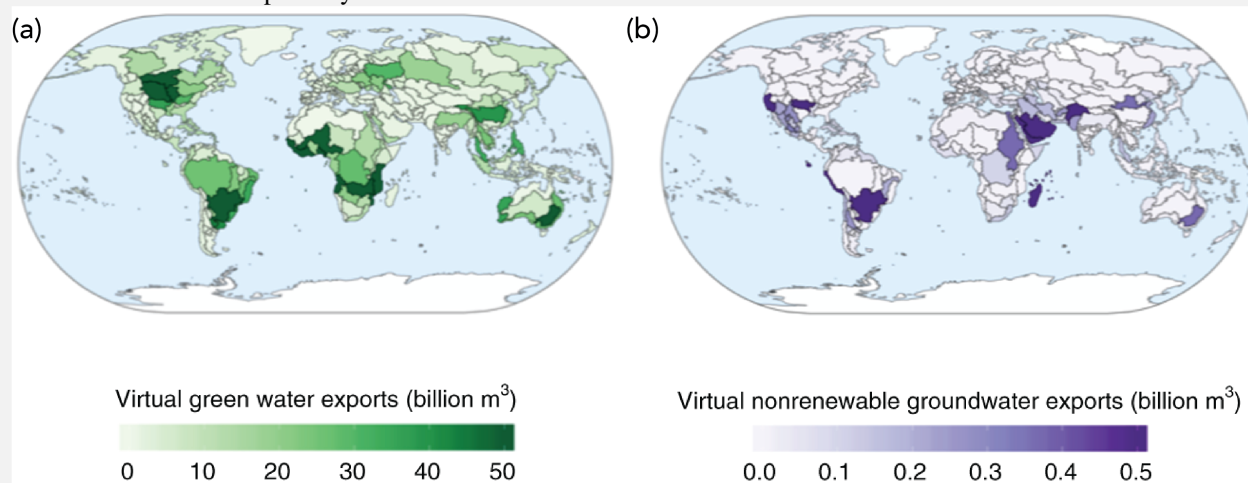 (a)
(b)
Virtual green water exports (billion m³)
0 10 20 30 40 50
Virtual nonrenewable groundwater exports (billion m³)
0.0 0.1 0.2 0.3 0.4 0.5